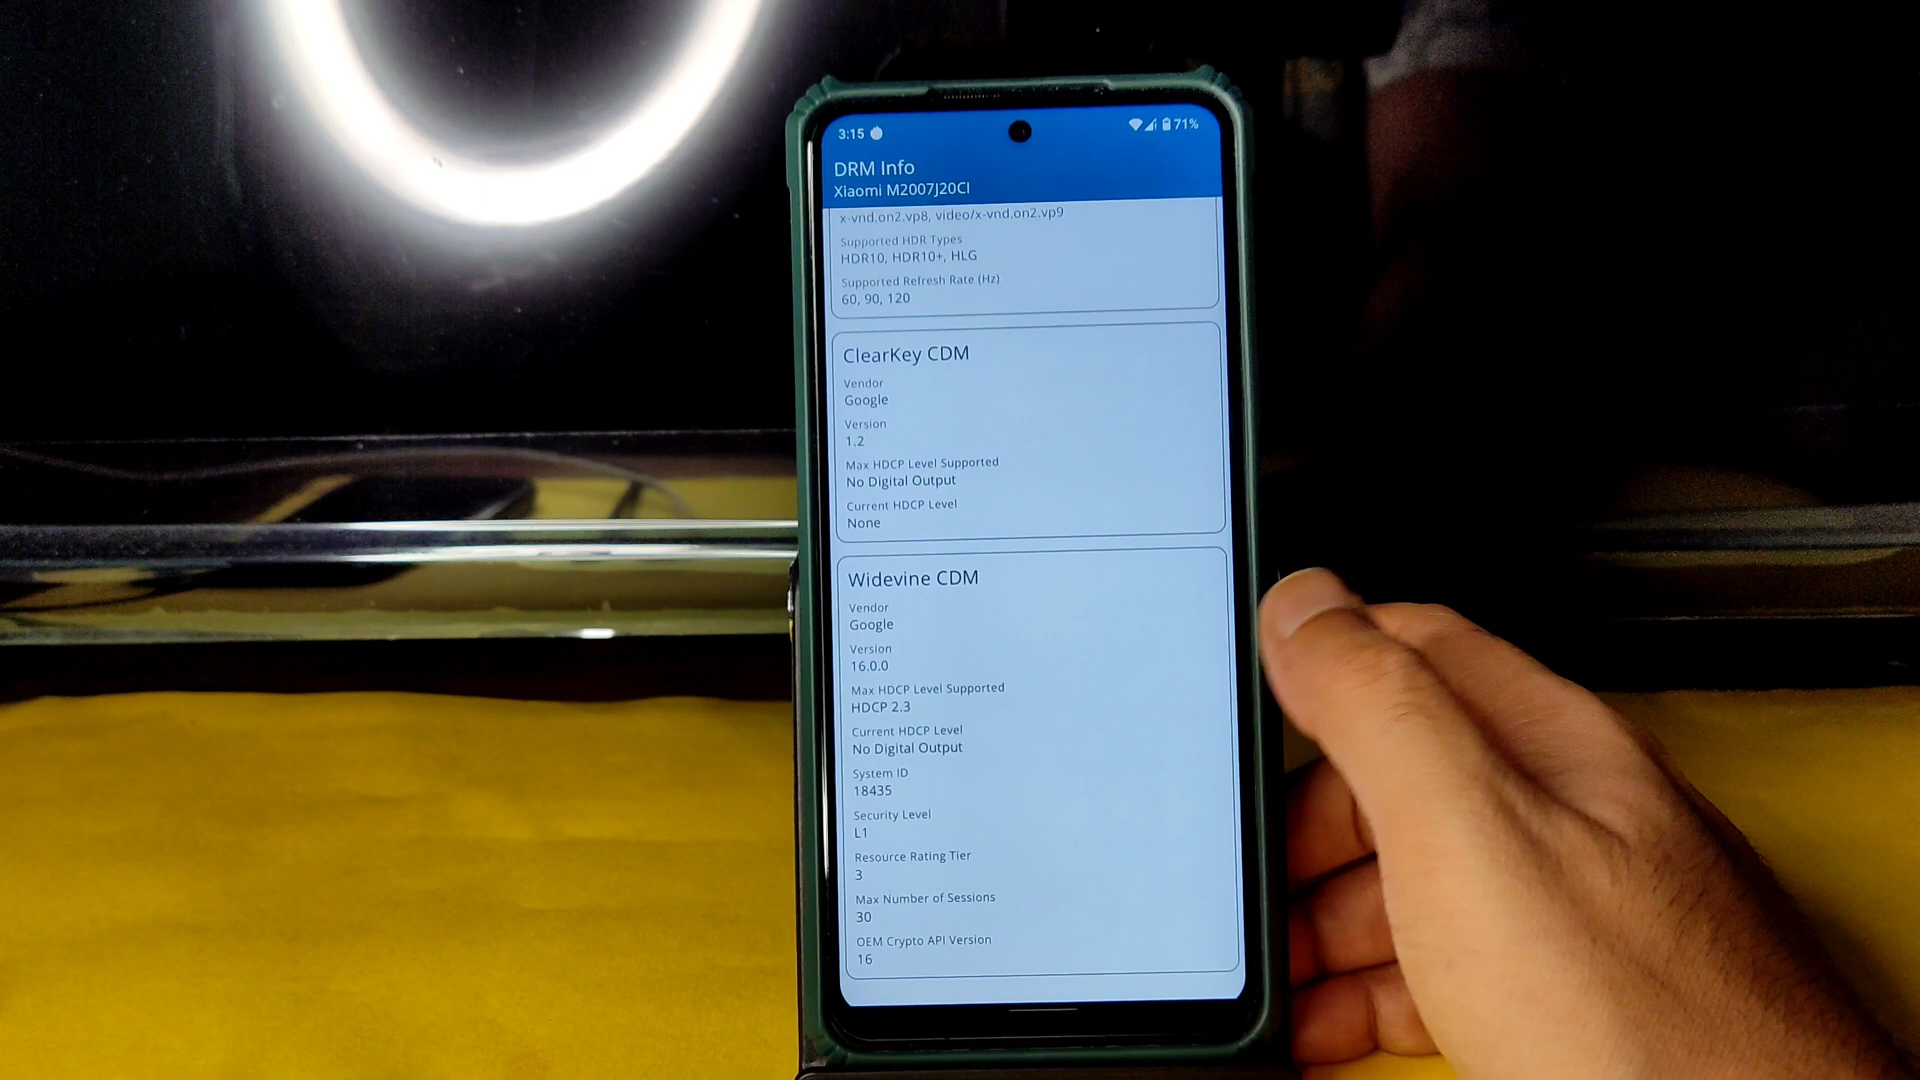 3:15 71%
DRM Info
Xiaomi M2007J20CI
x-vnd.on2.vp8, video/x-vnd.on2.vp9
Supported HDR Types
HDR10, HDR10+, HLG
Supported Refresh Rate (Hz)
60, 90, 120
ClearKey CDM
Vendor
Google
Version
1.2
Max HDCP Level Supported
No Digital Output
Current HDCP Level
None
Widevine CDM
Vendor
Google
Version
16.0.0
Max HDCP Level Supported
HDCP 2.3
Current HDCP Level
No Digital Output
System ID
18435
Security Level
L1
Resource Rating Tier
3
Max Number of Sessions
30
OEM Crypto API Version
16